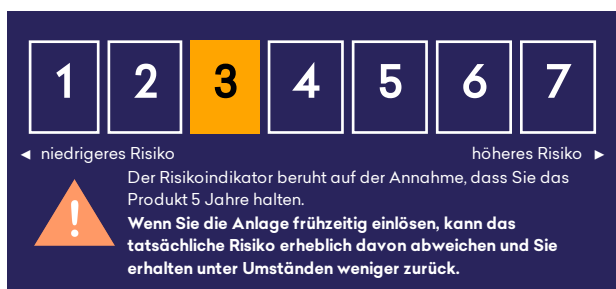 1 2 3 4 5 6 7
◄ niedrigeres Risiko höheres Risiko ►
Der Risikoindikator beruht auf der Annahme, dass Sie das
Produkt 5 Jahre halten.
Wenn Sie die Anlage frühzeitig einlösen, kann das
tatsächliche Risiko erheblich davon abweichen und Sie
erhalten unter Umständen weniger zurück.